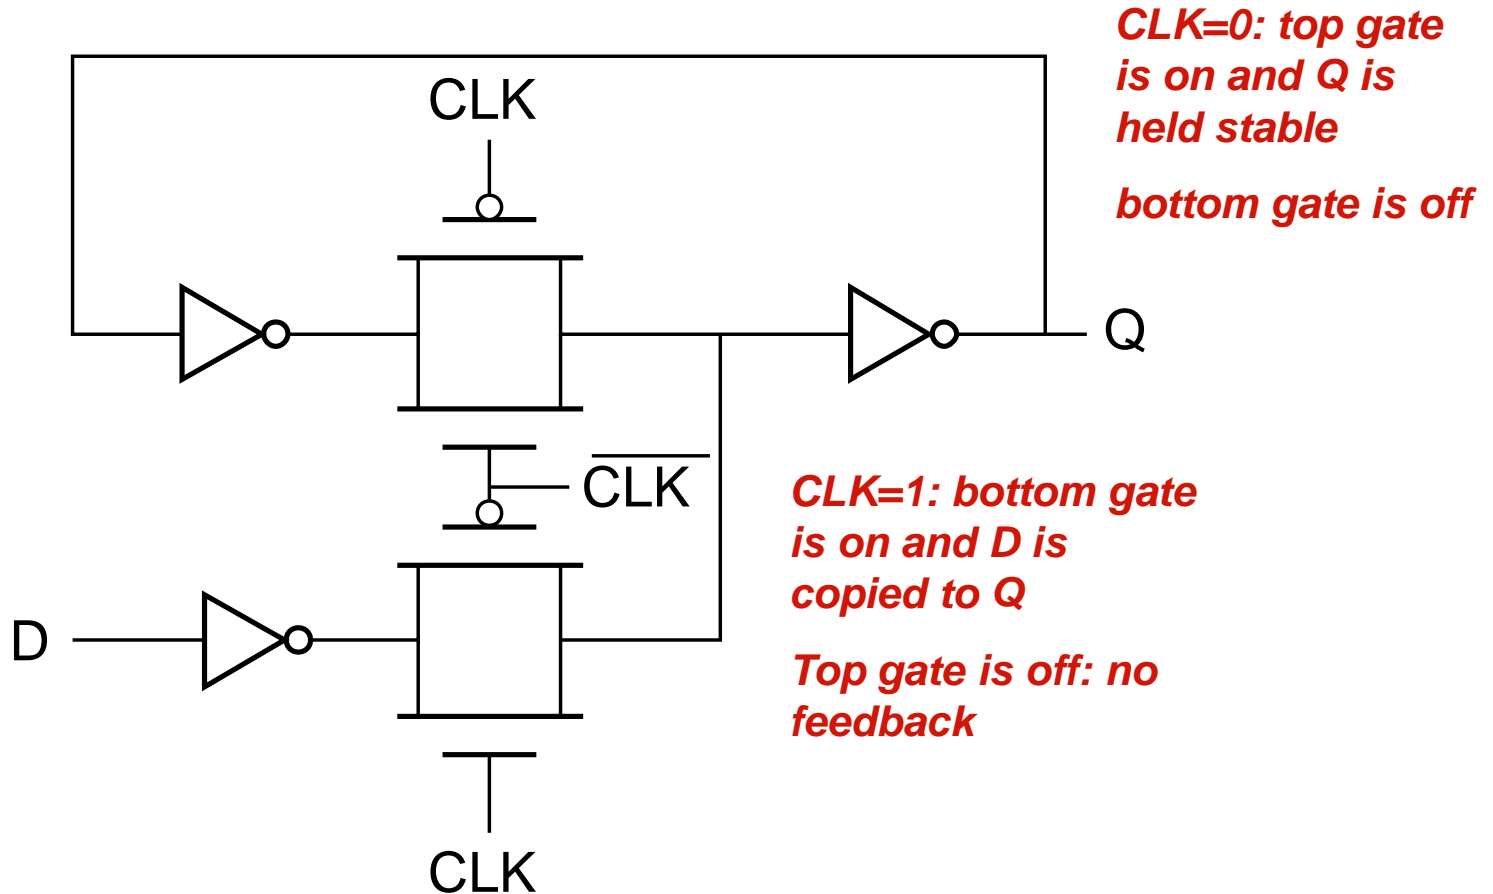 CLK=0: top gate
is on and Q is
held stable
bottom gate is off
CLK
Q
C̅L̅K̅
CLK=1: bottom gate
is on and D is
copied to Q
D
Top gate is off: no
feedback
CLK